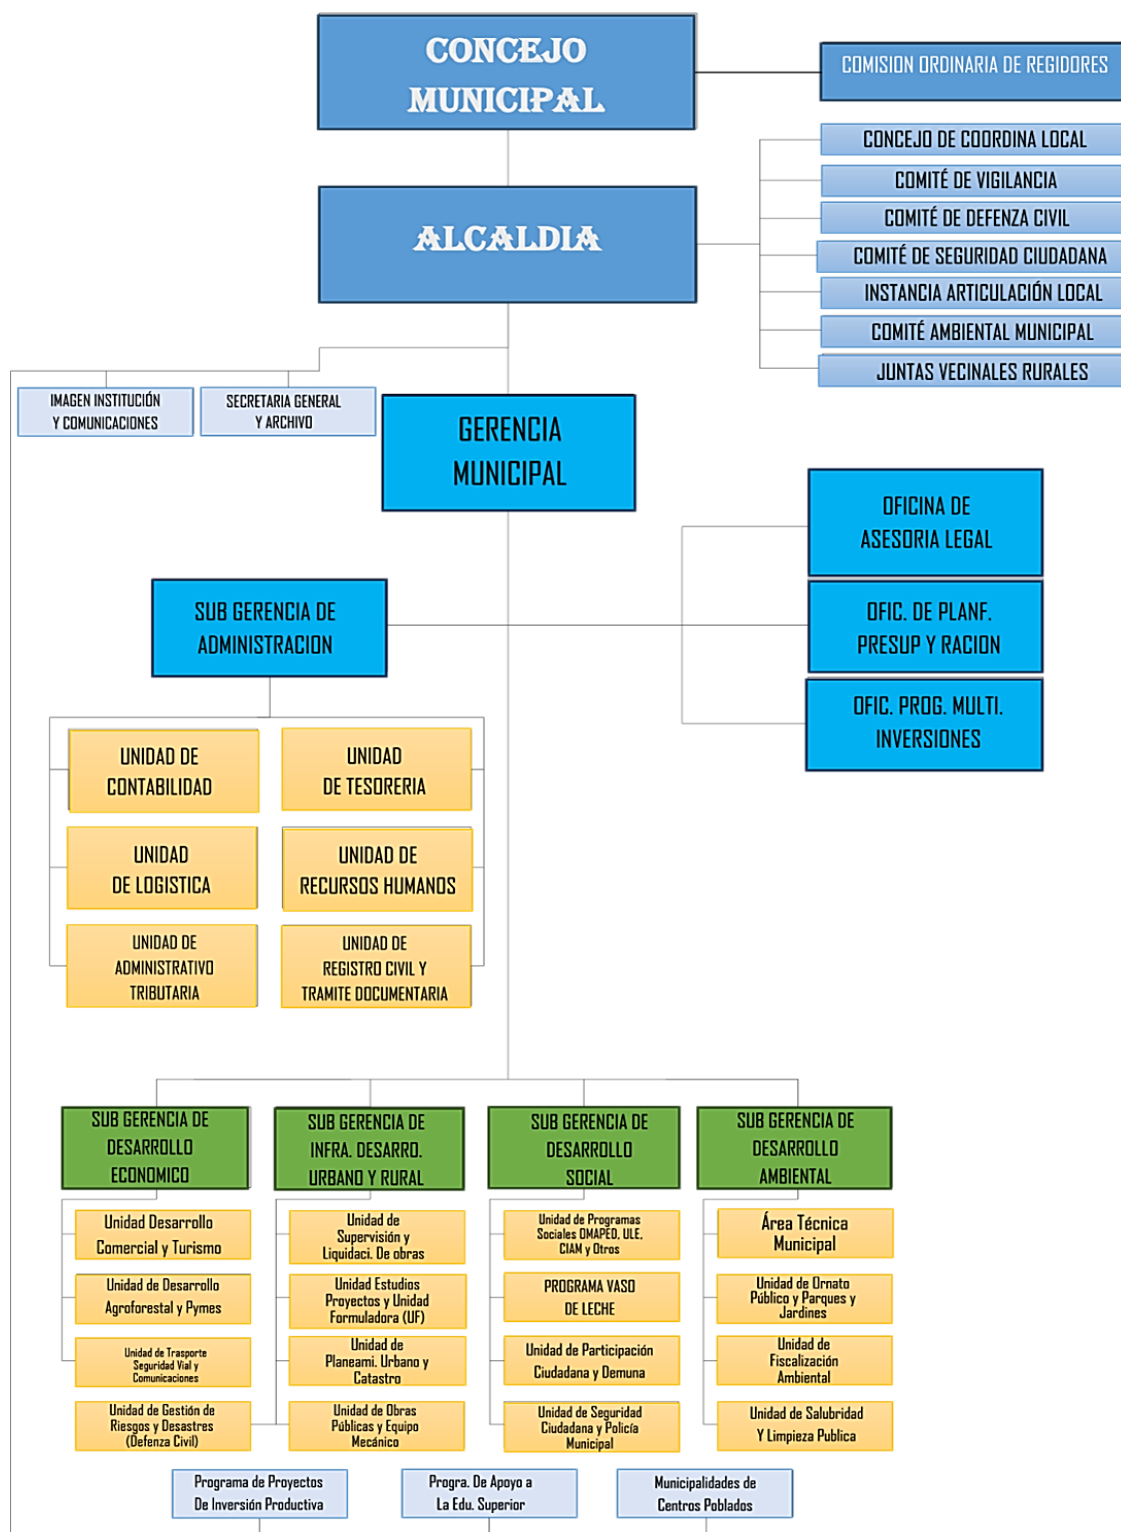 CONCEJO
MUNICIPAL
COMISION ORDINARIA DE REGIDORES
CONCEJO DE COORDINA LOCAL
COMITÉ DE VIGILANCIA
COMITÉ DE DEFENZA CIVIL
COMITÉ DE SEGURIDAD CIUDADANA
INSTANCIA ARTICULACIÓN LOCAL
COMITÉ AMBIENTAL MUNICIPAL
JUNTAS VECINALES RURALES
ALCALDIA
IMAGEN INSTITUCIÓN
Y COMUNICACIONES
SECRETARIA GENERAL
Y ARCHIVO
GERENCIA
MUNICIPAL
OFICINA DE
ASESORIA LEGAL
OFIC. DE PLANF.
PRESUP Y RACION
OFIC. PROG. MULTI.
INVERSIONES
SUB GERENCIA DE
ADMINISTRACION
UNIDAD DE
CONTABILIDAD
UNIDAD
DE TESORERIA
UNIDAD
DE LOGISTICA
UNIDAD DE
RECURSOS HUMANOS
UNIDAD DE
ADMINISTRATIVO
TRIBUTARIA
UNIDAD DE
REGISTRO CIVIL Y
TRAMITE DOCUMENTARIA
SUB GERENCIA DE
DESARROLLO
ECONOMICO
Unidad Desarrollo
Comercial y Turismo
Unidad de Desarrollo
Agroforestal y Pymes
Unidad de Trasporte
Seguridad Vial y
Comunicaciones
Unidad de Gestión de
Riesgos y Desastres
(Defenza Civil)
SUB GERENCIA DE
INFRA. DESARRO.
URBANO Y RURAL
Unidad de
Supervisión y
Liquidaci. De obras
Unidad Estudios
Proyectos y Unidad
Formuladora (UF)
Unidad de
Planeami. Urbano y
Catastro
Unidad de Obras
Públicas y Equipo
Mecánico
SUB GERENCIA DE
DESARROLLO
SOCIAL
Unidad de Programas
Sociales OMAPED, ULE,
CIAM y Otros
PROGRAMA VASO
DE LECHE
Unidad de Participación
Ciudadana y Demuna
Unidad de Seguridad
Ciudadana y Policía
Municipal
SUB GERENCIA DE
DESARROLLO
AMBIENTAL
Área Técnica
Municipal
Unidad de Ornato
Público y Parques y
Jardines
Unidad de
Fiscalización
Ambiental
Unidad de Salubridad
Y Limpieza Publica
Programa de Proyectos
De Inversión Productiva
Progra. De Apoyo a
La Edu. Superior
Municipalidades de
Centros Poblados